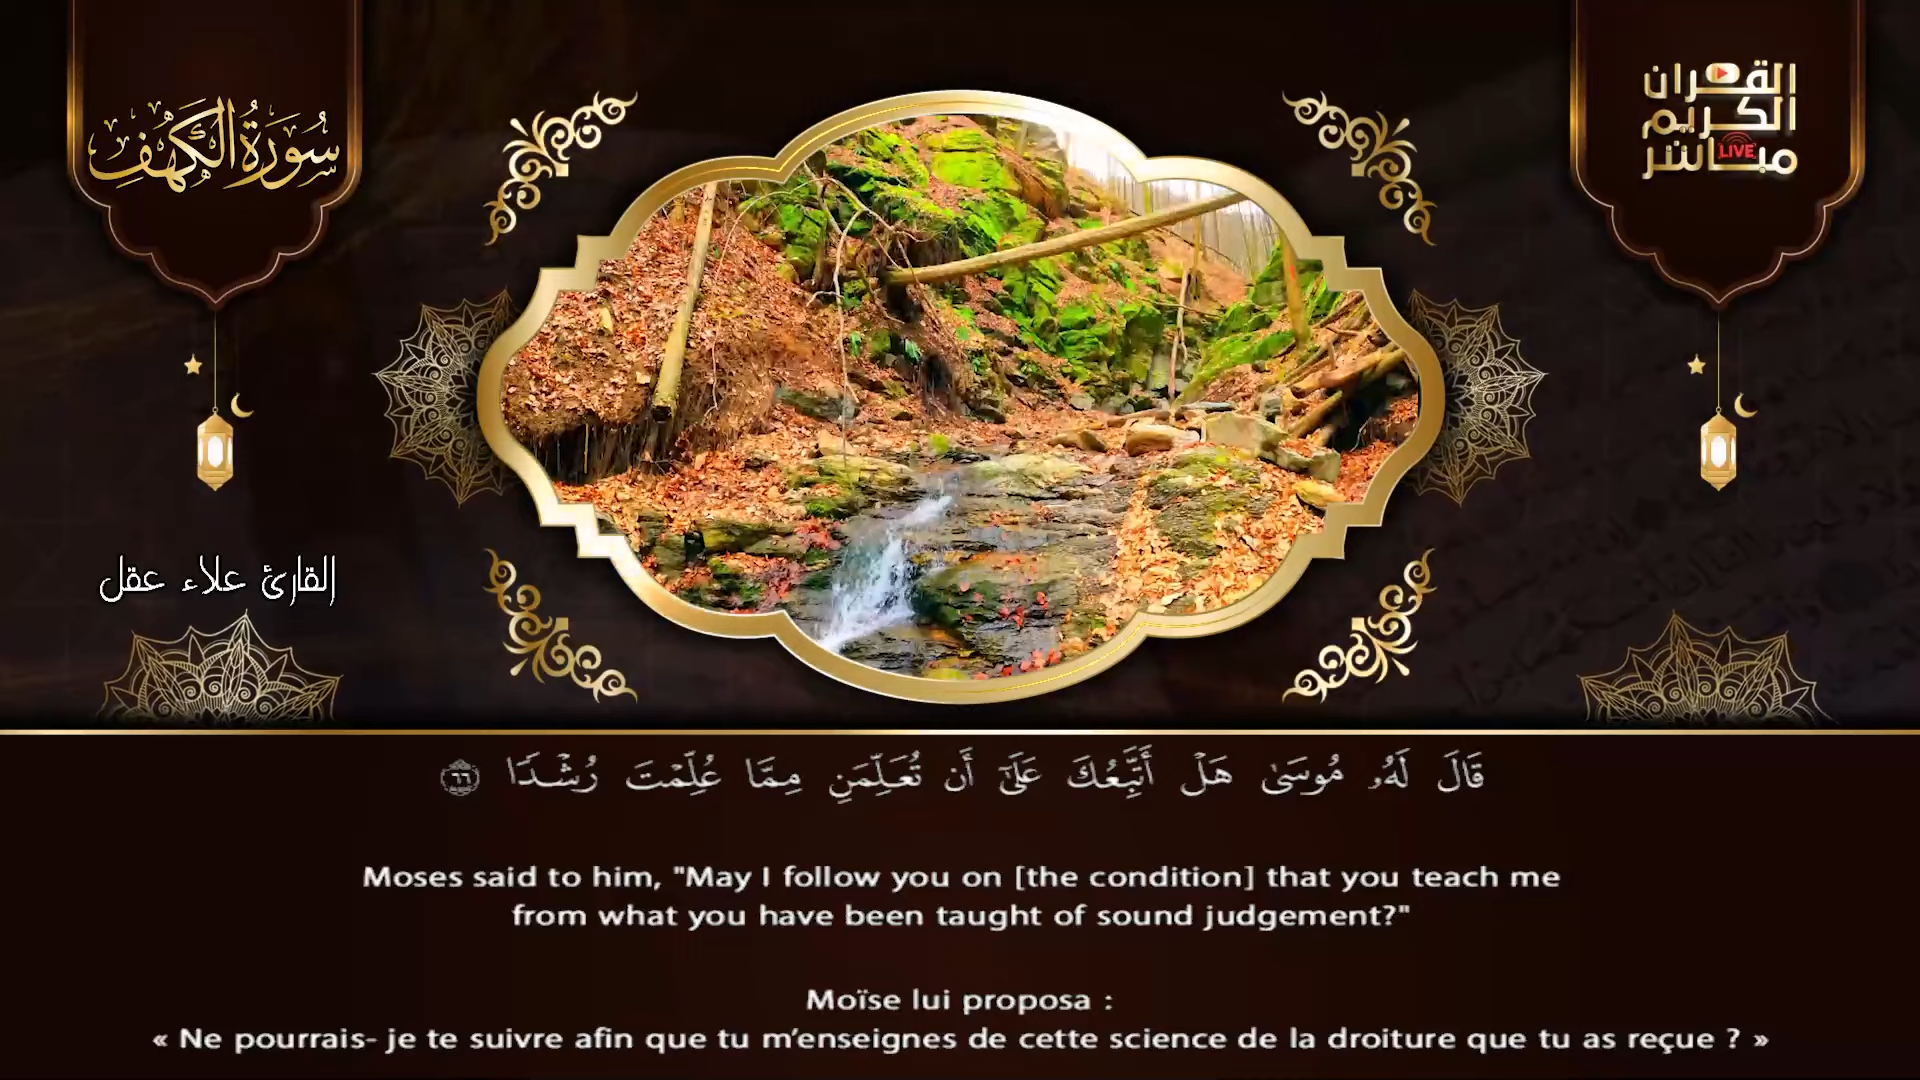 سُورَةُ الكَهْفِ
القرآن
الكريم
مباشر
LIVE
القارئ علاء عقل
قَالَ لَهُۥ مُوسَىٰ هَلْ أَتَّبِعُكَ عَلَىٰٓ أَن تُعَلِّمَنِ مِمَّا عُلِّمْتَ رُشْدًا ٦٦
Moses said to him, "May I follow you on [the condition] that you teach me
from what you have been taught of sound judgement?"
Moïse lui proposa :
« Ne pourrais- je te suivre afin que tu m’enseignes de cette science de la droiture que tu as reçue ? »